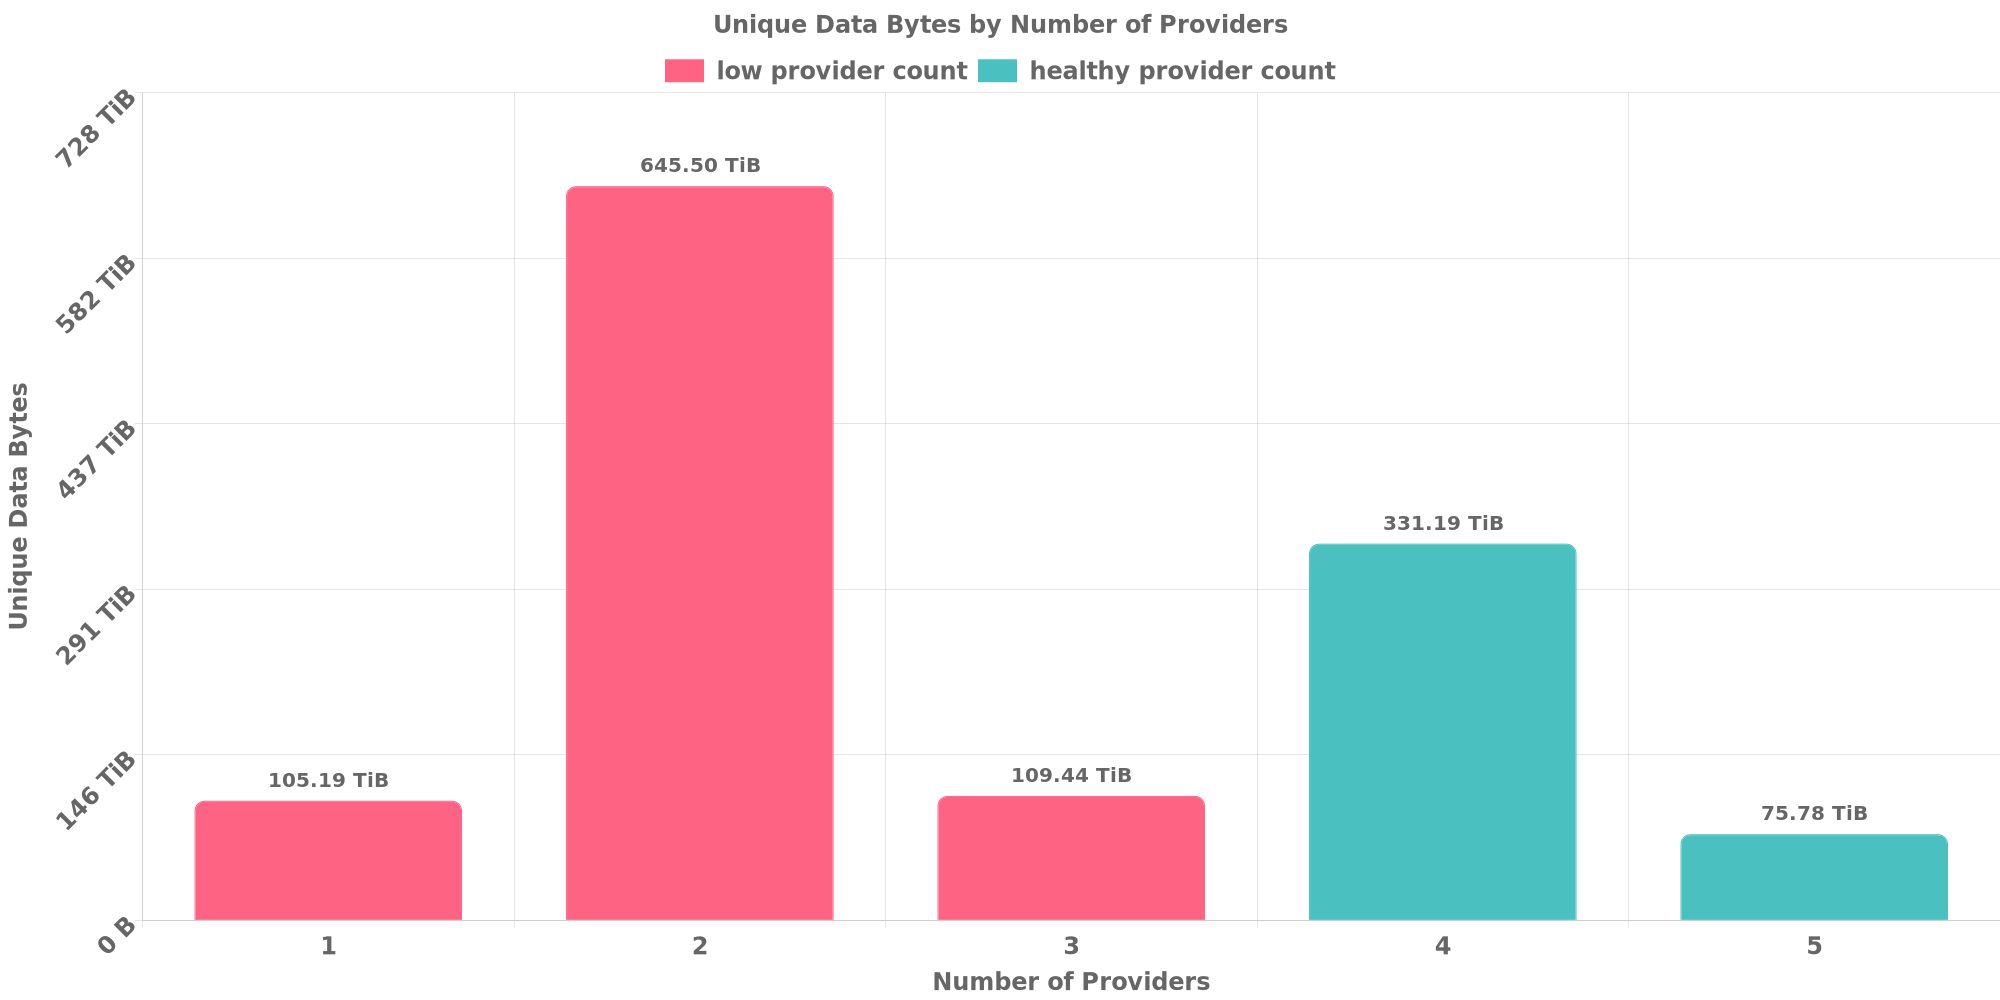 Unique Data Bytes by Number of Providers
low provider count healthy provider count
728 TiB
582 TiB
437 TiB
291 TiB
146 TiB
0 B
Unique Data Bytes
105.19 TiB
645.50 TiB
109.44 TiB
331.19 TiB
75.78 TiB
1 2 3 4 5
Number of Providers